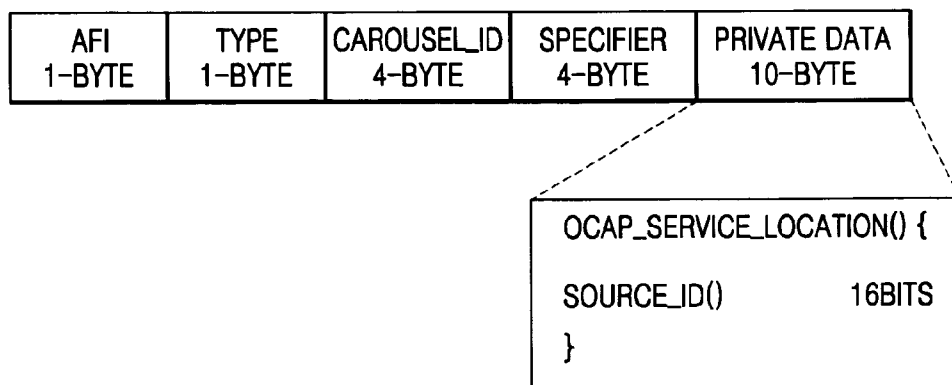 AFI
1-BYTE
TYPE
1-BYTE
CAROUSEL_ID
4-BYTE
SPECIFIER
4-BYTE
PRIVATE DATA
10-BYTE
OCAP_SERVICE_LOCATION() {
SOURCE_ID() 16BITS
}